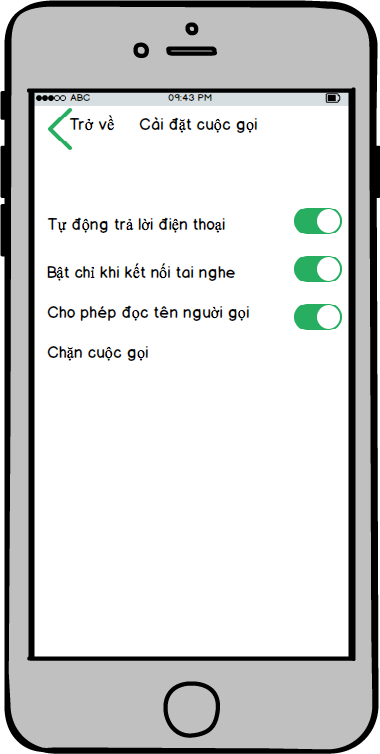 ABC 09:43 PM
Trở về Cài đặt cuộc gọi
Tự động trả lời điện thoại
Bật chỉ khi kết nối tai nghe
Cho phép đọc tên người gọi
Chặn cuộc gọi